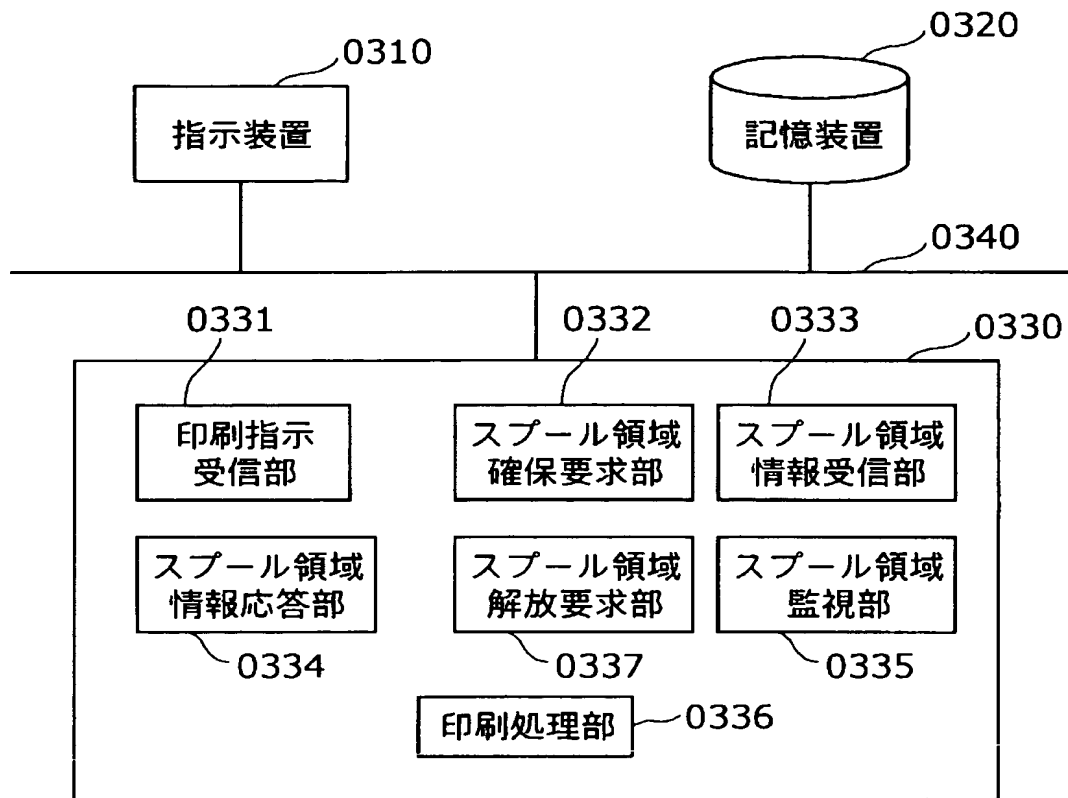 0310
0320
指示装置
記憶装置
0340
0331
0332
0333
0330
印刷指示
受信部
スプール領域
確保要求部
スプール領域
情報受信部
スプール領域
情報応答部
スプール領域
解放要求部
スプール領域
監視部
0334
0337
0335
印刷処理部
0336